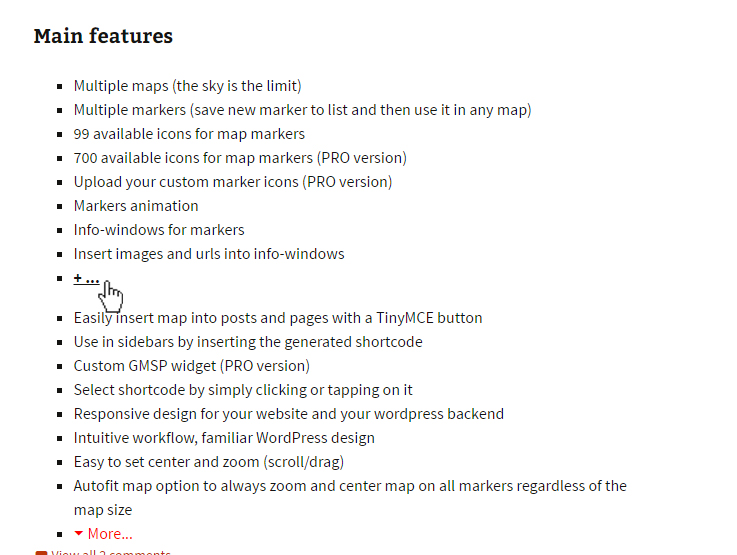 Main features
Multiple maps (the sky is the limit)
Multiple markers (save new marker to list and then use it in any map)
99 available icons for map markers
700 available icons for map markers (PRO version)
Upload your custom marker icons (PRO version)
Markers animation
Info-windows for markers
Insert images and urls into info-windows
+ ...
Easily insert map into posts and pages with a TinyMCE button
Use in sidebars by inserting the generated shortcode
Custom GMSP widget (PRO version)
Select shortcode by simply clicking or tapping on it
Responsive design for your website and your wordpress backend
Intuitive workflow, familiar WordPress design
Easy to set center and zoom (scroll/drag)
Autofit map option to always zoom and center map on all markers regardless of the
map size
More...
View all 2 comments